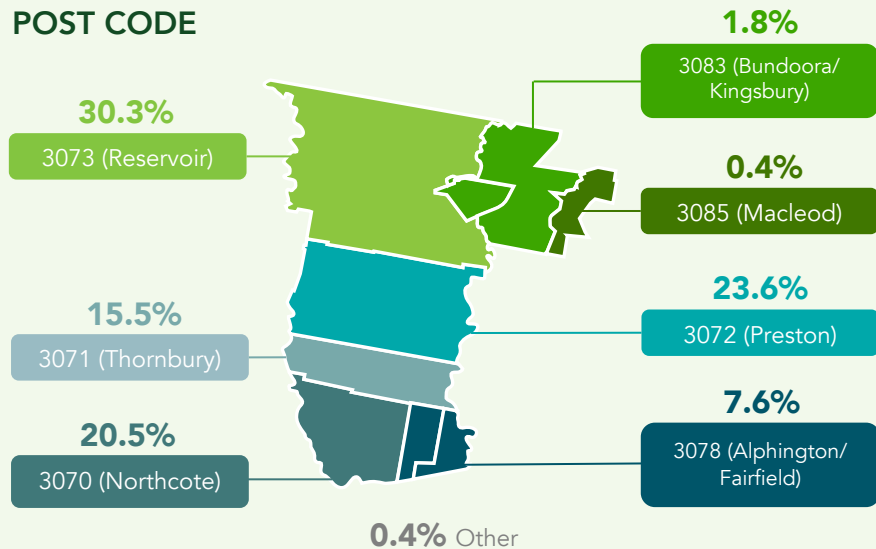 POST CODE
30.3%
3073 (Reservoir)
15.5%
3071 (Thornbury)
20.5%
3070 (Northcote)
1.8%
3083 (Bundoora/
Kingsbury)
0.4%
3085 (Macleod)
23.6%
3072 (Preston)
7.6%
3078 (Alphington/
Fairfield)
0.4% Other